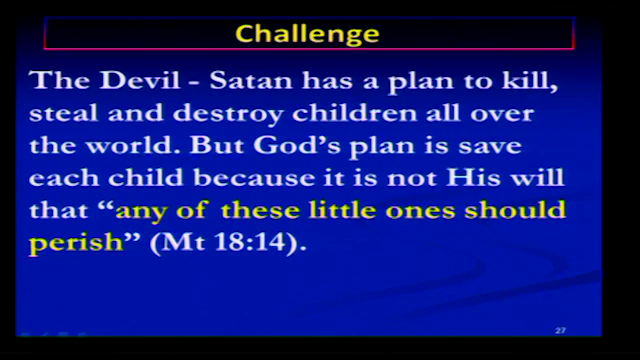 Challenge
The Devil - Satan has a plan to kill,
steal and destroy children all over
the world. But God's plan is save
each child because it is not His will
that "any of these little ones should
perish" (Mt 18:14).
27